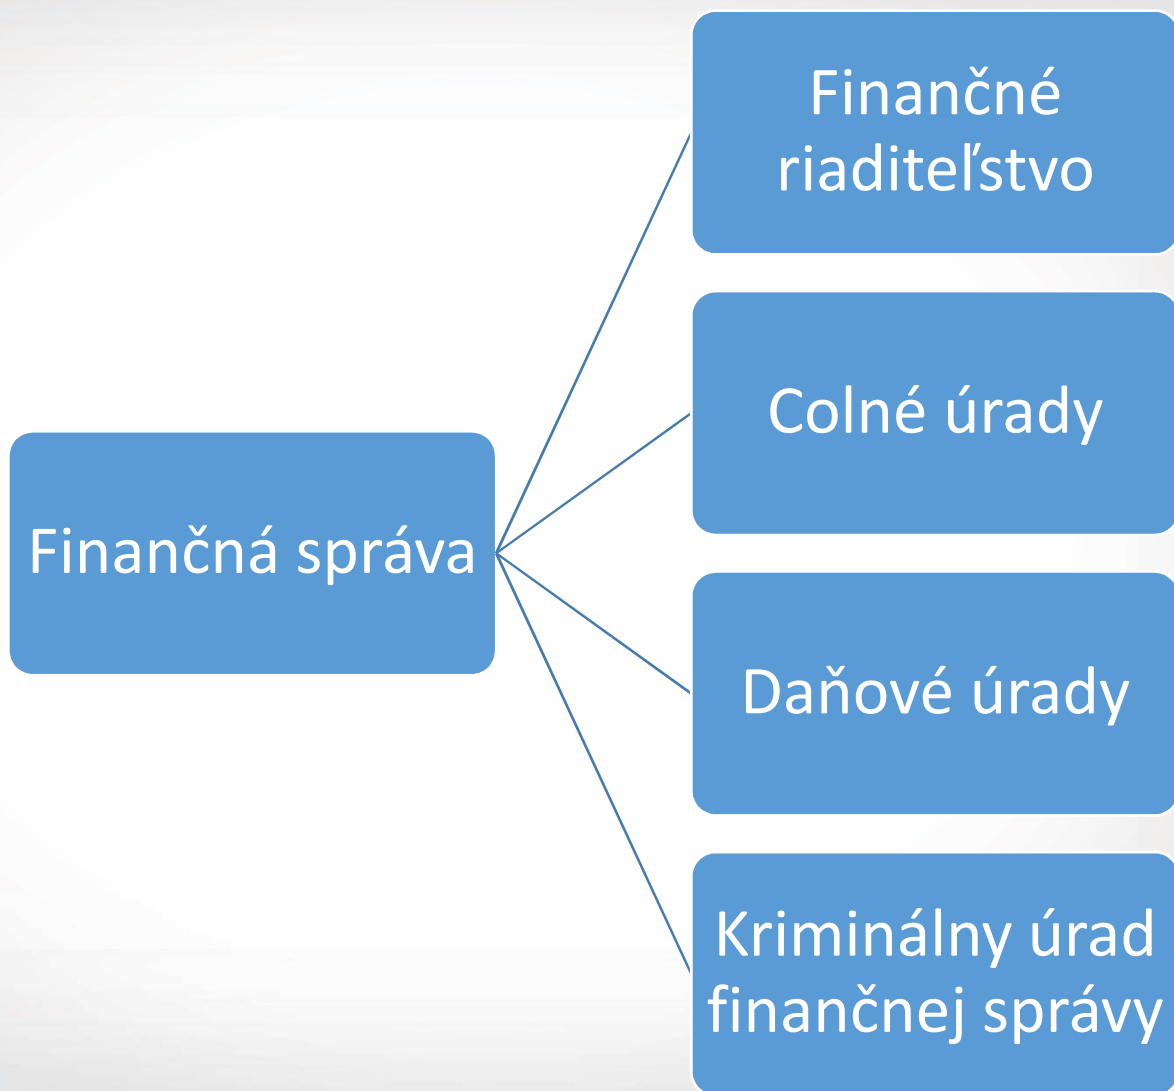 Finančná správa
Finančné
riaditeľstvo
Colné úrady
Daňové úrady
Kriminálny úrad
finančnej správy